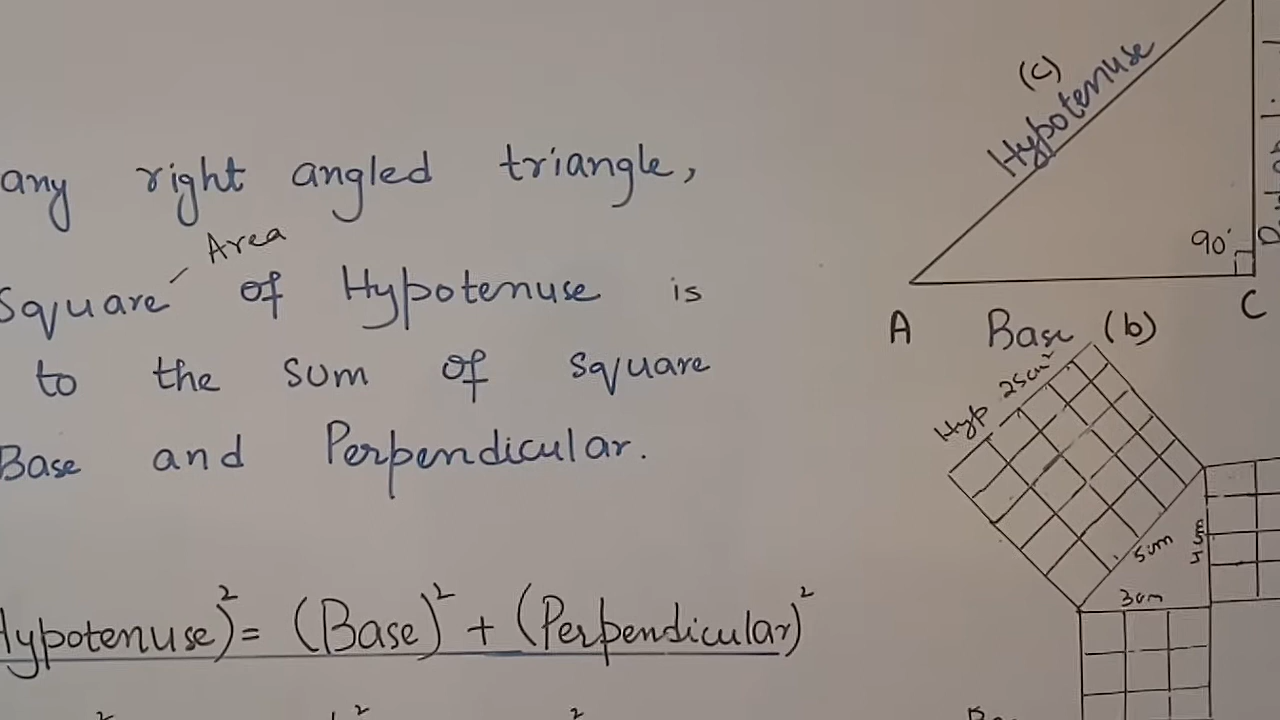 any right angled triangle,
Area
Square of Hypotenuse is
to the sum of square
Base and Perpendicular.
Hypotenuse)² = (Base)² + (Perpendicular)²
(c)
Hypotenuse
90°
A
Base (b)
C
Hyp 25cm²
5cm
3cm